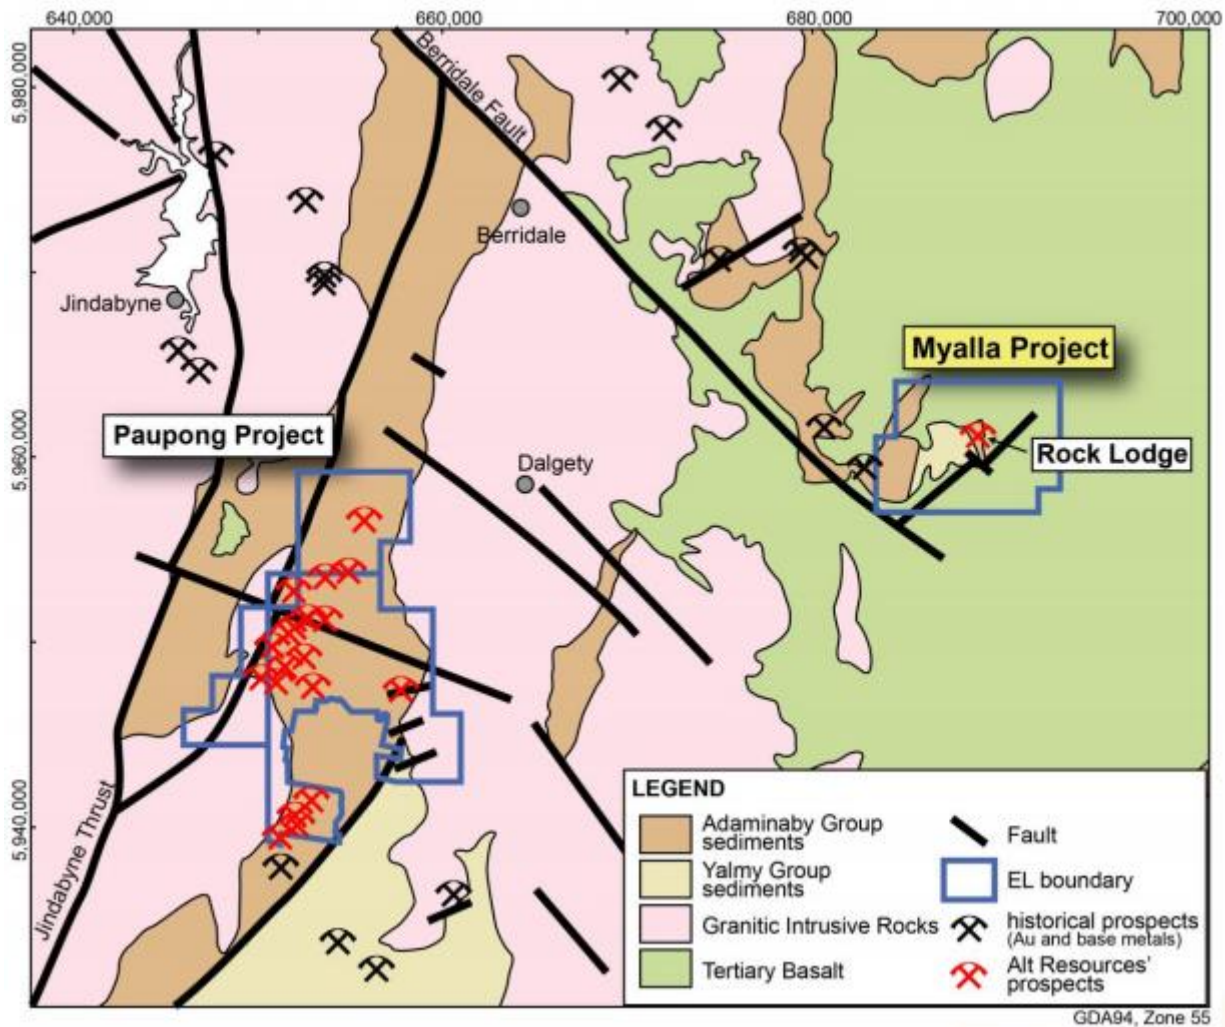 640,000
660,000
680,000
700,000
5,980,000
5,960,000
5,940,000
Berridale Fault
Berridale
Jindabyne
Myalla Project
Paupong Project
Rock Lodge
Dalgety
Jindabyne Thrust
LEGEND
Adaminaby Group
sediments
Yalmy Group
sediments
Granitic Intrusive Rocks
Tertiary Basalt
Fault
EL boundary
historical prospects
(Au and base metals)
Alt Resources'
prospects
GDA94, Zone 55